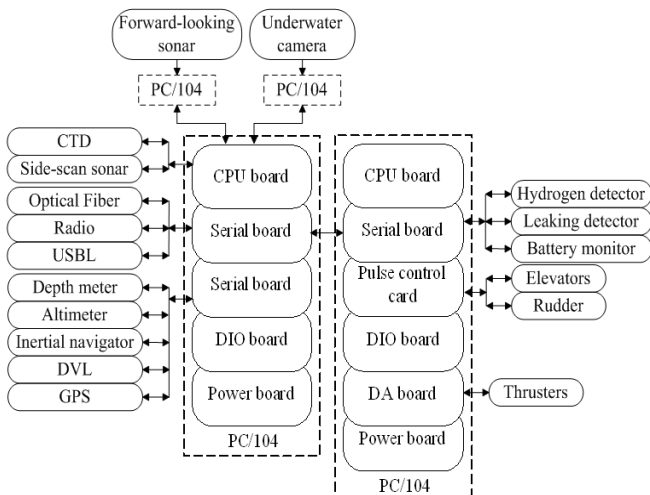 Forward-looking
sonar
Underwater
camera
PC/104
PC/104
CTD
Side-scan sonar
Optical Fiber
Radio
USBL
Depth meter
Altimeter
Inertial navigator
DVL
GPS
CPU board
Serial board
Serial board
DIO board
Power board
PC/104
CPU board
Serial board
Pulse control
card
DIO board
DA board
Power board
PC/104
Hydrogen detector
Leaking detector
Battery monitor
Elevators
Rudder
Thrusters